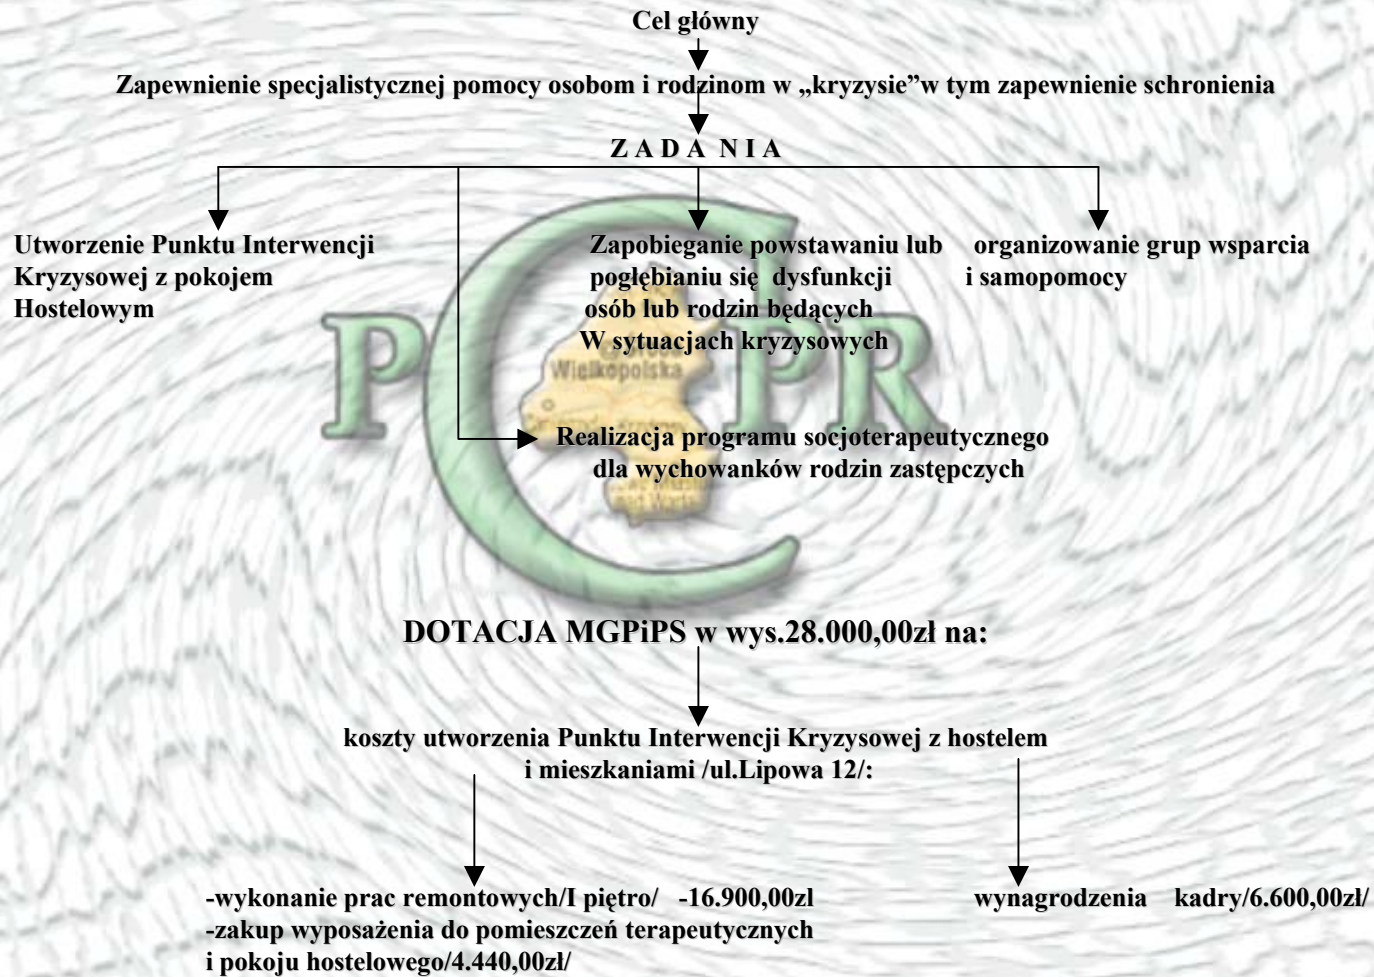 Cel główny
Zapewnienie specjalistycznej pomocy osobom i rodzinom w „kryzysie”w tym zapewnienie schronienia
Z A D A N I A
Utworzenie Punktu Interwencji
Kryzysowej z pokojem
Hostelowym
Zapobieganie powstawaniu lub
pogłębianiu się dysfunkcji
osób lub rodzin będących
W sytuacjach kryzysowych
organizowanie grup wsparcia
i samopomocy
PCPR
Wielkopolska
Realizacja programu socjoterapeutycznego
dla wychowanków rodzin zastępczych
DOTACJA MGPiPS w wys.28.000,00zł na:
koszty utworzenia Punktu Interwencji Kryzysowej z hostelem
i mieszkaniami /ul.Lipowa 12/:
-wykonanie prac remontowych/I piętro/ -16.900,00zl
-zakup wyposażenia do pomieszczeń terapeutycznych
i pokoju hostelowego/4.440,00zł/
wynagrodzenia kadry/6.600,00zł/